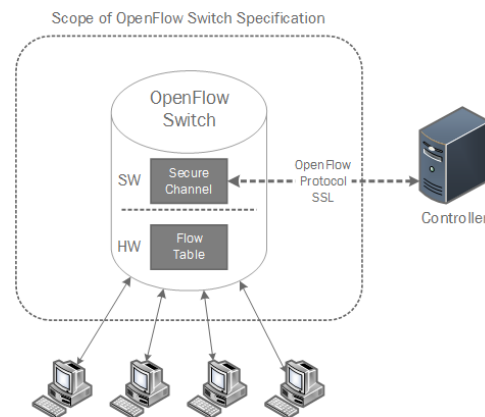 Scope of OpenFlow Switch Specification
OpenFlow
Switch
SW
Secure
Channel
OpenFlow
Protocol
SSL
Controller
HW
Flow
Table